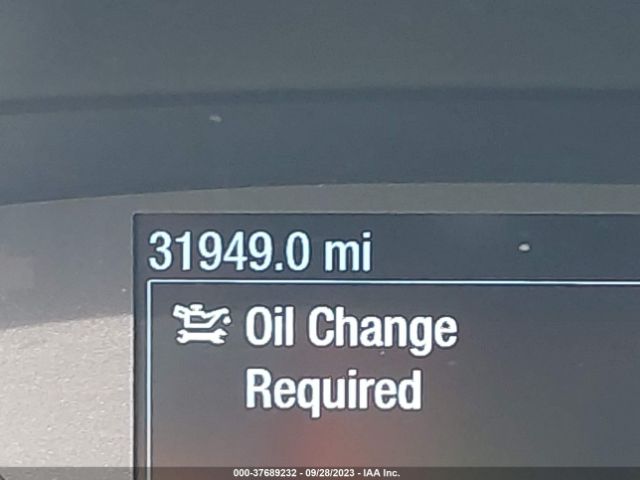 31949.0 mi
Oil Change
Required
000-37689232 - 09/28/2023 - IAA Inc.